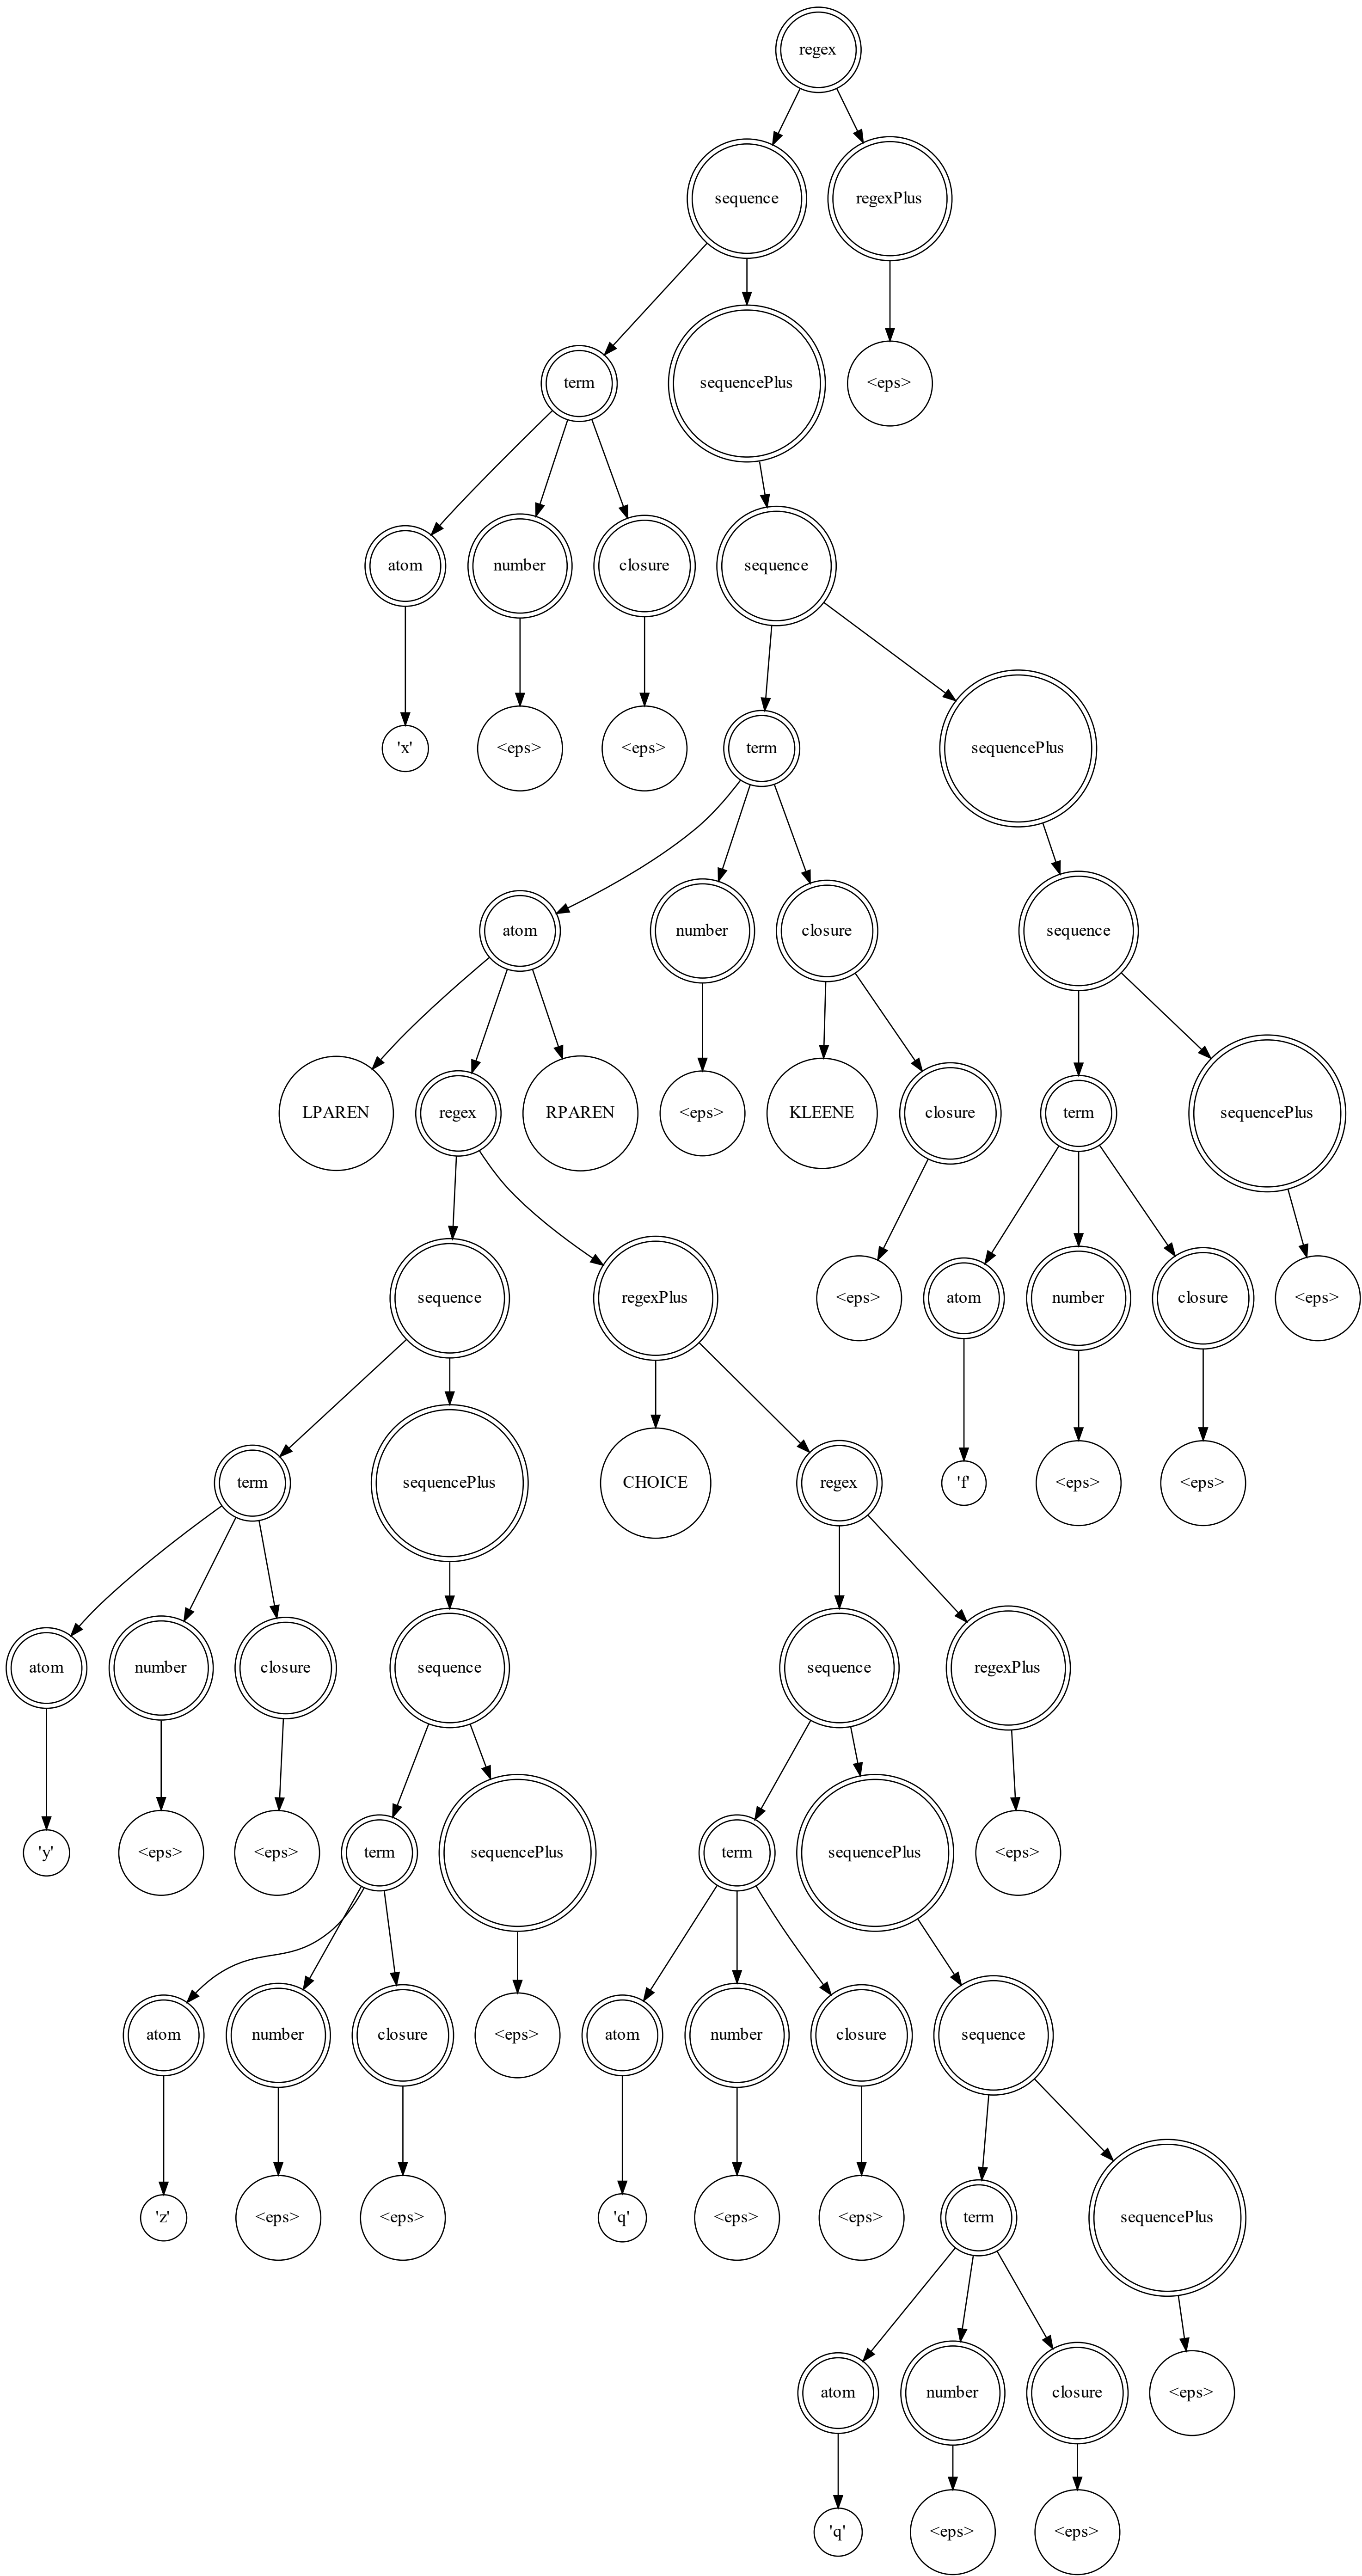 regex
sequence regexPlus
term sequencePlus <eps>
atom number closure sequence
'x' <eps> <eps> term sequencePlus
atom number closure sequence
LPAREN regex RPAREN <eps> KLEENE closure term sequencePlus
sequence regexPlus <eps> atom number closure <eps>
term sequencePlus CHOICE regex 'f' <eps> <eps>
atom number closure sequence sequence regexPlus
'y' <eps> <eps> term sequencePlus term sequencePlus <eps>
atom number closure <eps> atom number closure sequence
'z' <eps> <eps> 'q' <eps> <eps> term sequencePlus
atom number closure <eps>
'q' <eps> <eps>